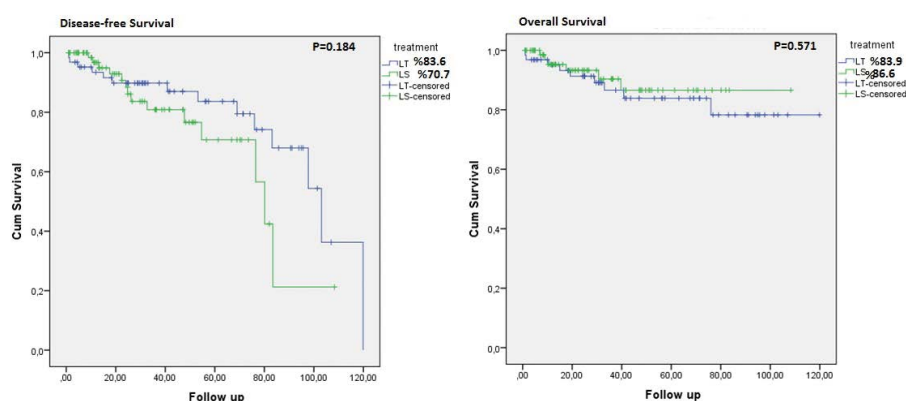 Disease-free Survival
P=0.184
treatment
LT %83.6
LS %70.7
LT-censored
LS-censored
Cum Survival
1,0
0,8
0,6
0,4
0,2
0,0
,00 20,00 40,00 60,00 80,00 100,00 120,00
Follow up
Overall Survival
P=0.571
treatment
LT %83.9
LS %86.6
LT-censored
LS-censored
Cum Survival
1,0
0,8
0,6
0,4
0,2
0,0
,00 20,00 40,00 60,00 80,00 100,00 120,00
Follow up